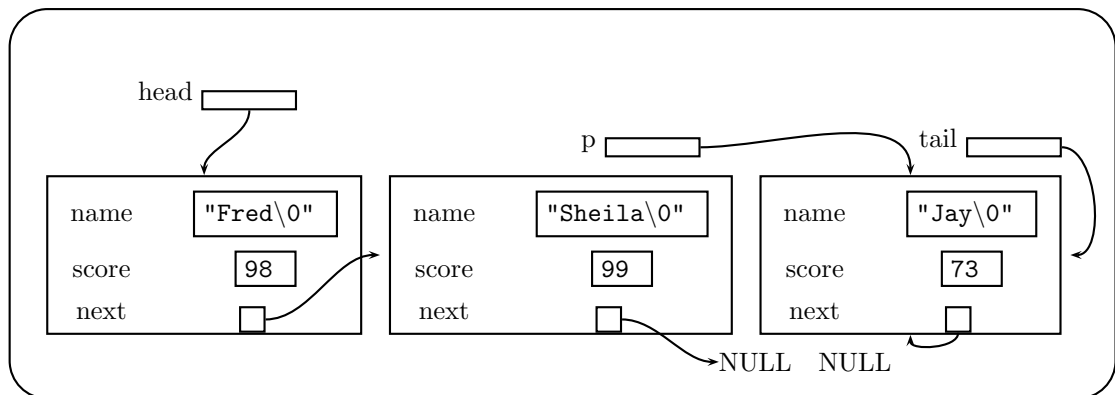 head
p
tail
name "Fred\0"
score 98
next
name "Sheila\0"
score 99
next
NULL
name "Jay\0"
score 73
next
NULL